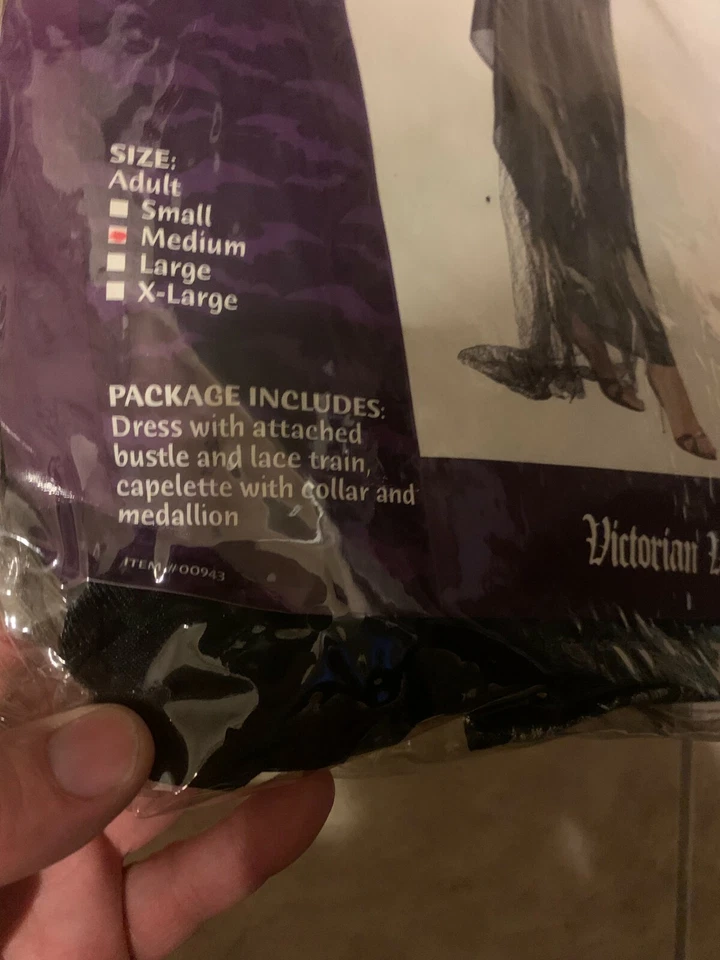 SIZE:
Adult
Small
Medium
Large
X-Large
PACKAGE INCLUDES:
Dress with attached
bustle and lace train,
capelette with collar and
medallion
ITEM #00943
Victorian